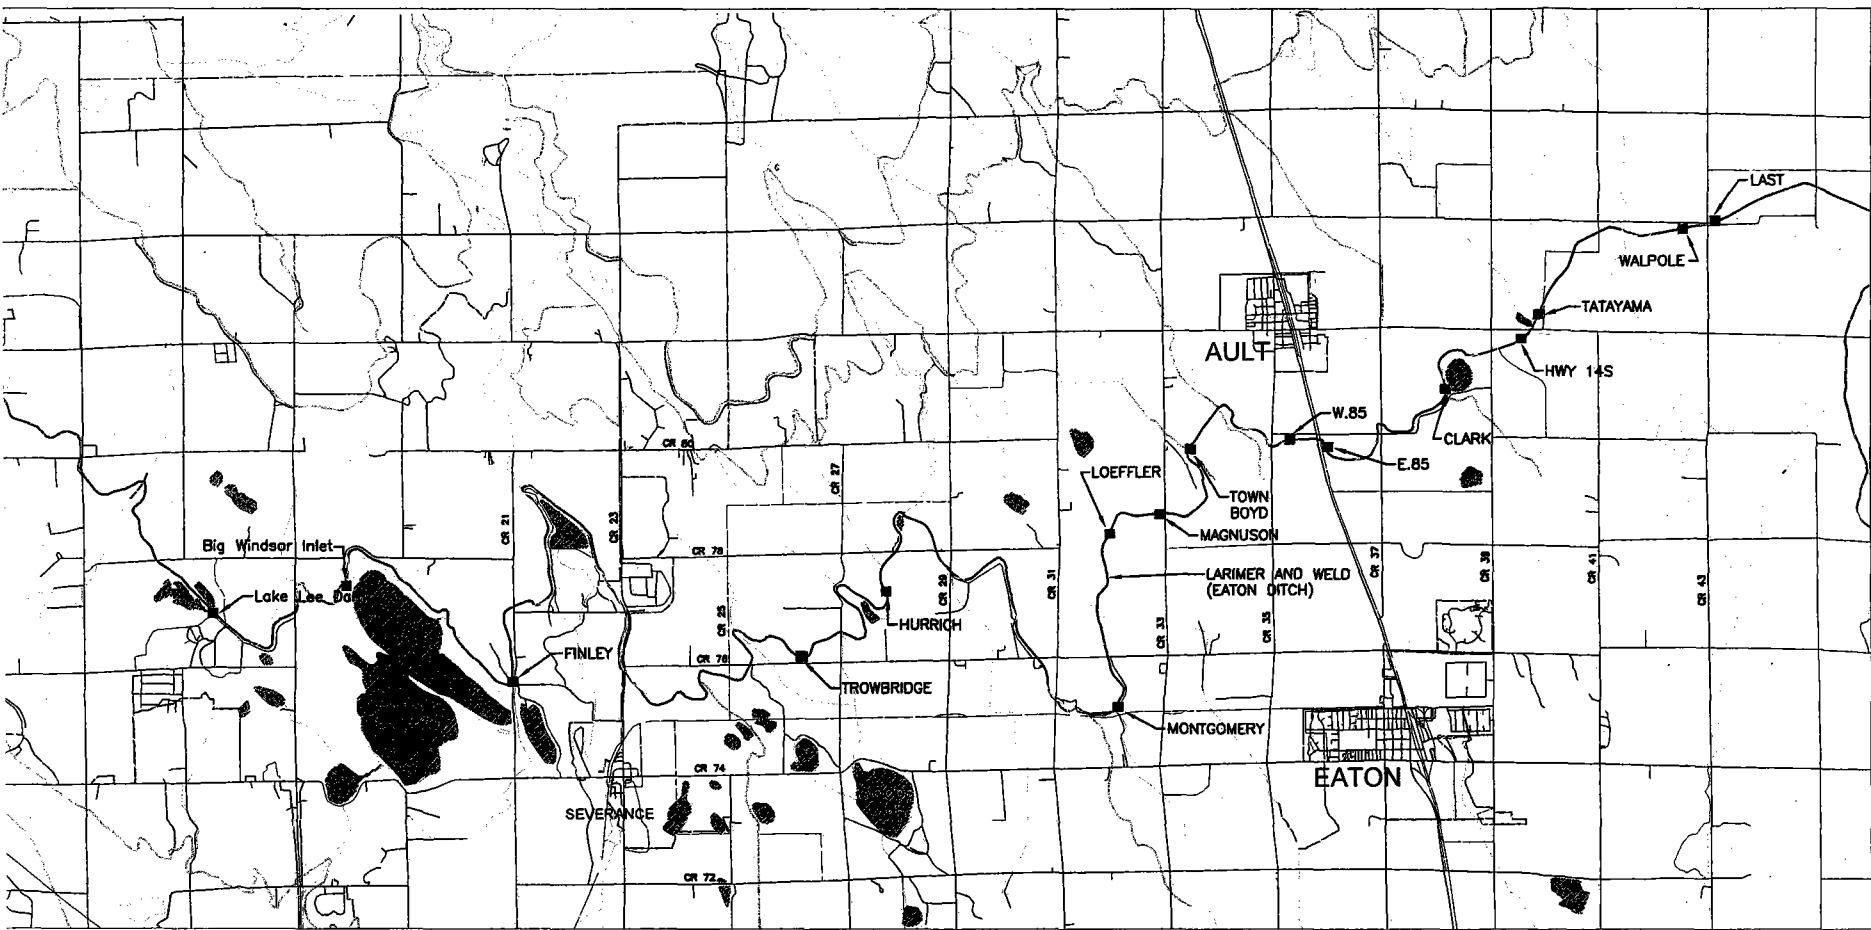 LAST
WALPOLE
TATAYAMA
AULT
HWY 14S
W.85
CLARK
CR 80
E.85
LOEFFLER
CR 27
TOWN
BOYD
CR 21
CR 23
MAGNUSON
Big Windsor Inlet
CR 78
LARIMER AND WELD
(EATON DITCH)
CR 37
CR 39
CR 41
CR 43
CR 29
CR 31
Lake Lee Dam
CR 25
HURRICH
CR 33
CR 35
FINLEY
CR 76
TROWBRIDGE
MONTGOMERY
CR 74
EATON
SEVERANCE
CR 72